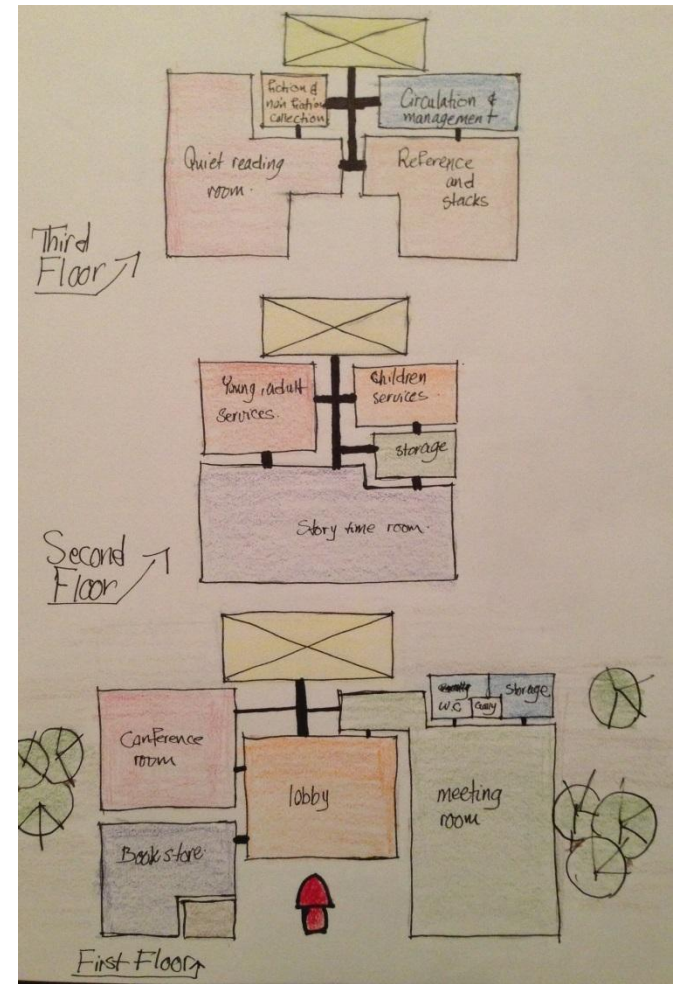 fiction &
non fiction
collection
Circulation &
management
Quiet reading
room.
Reference
and
stacks
Third
Floor
Young, adult
Services.
Children
services.
storage
Story time room.
Second
Floor
W.C
Storage
Conference
room
lobby
meeting
room
Book store.
First Floor